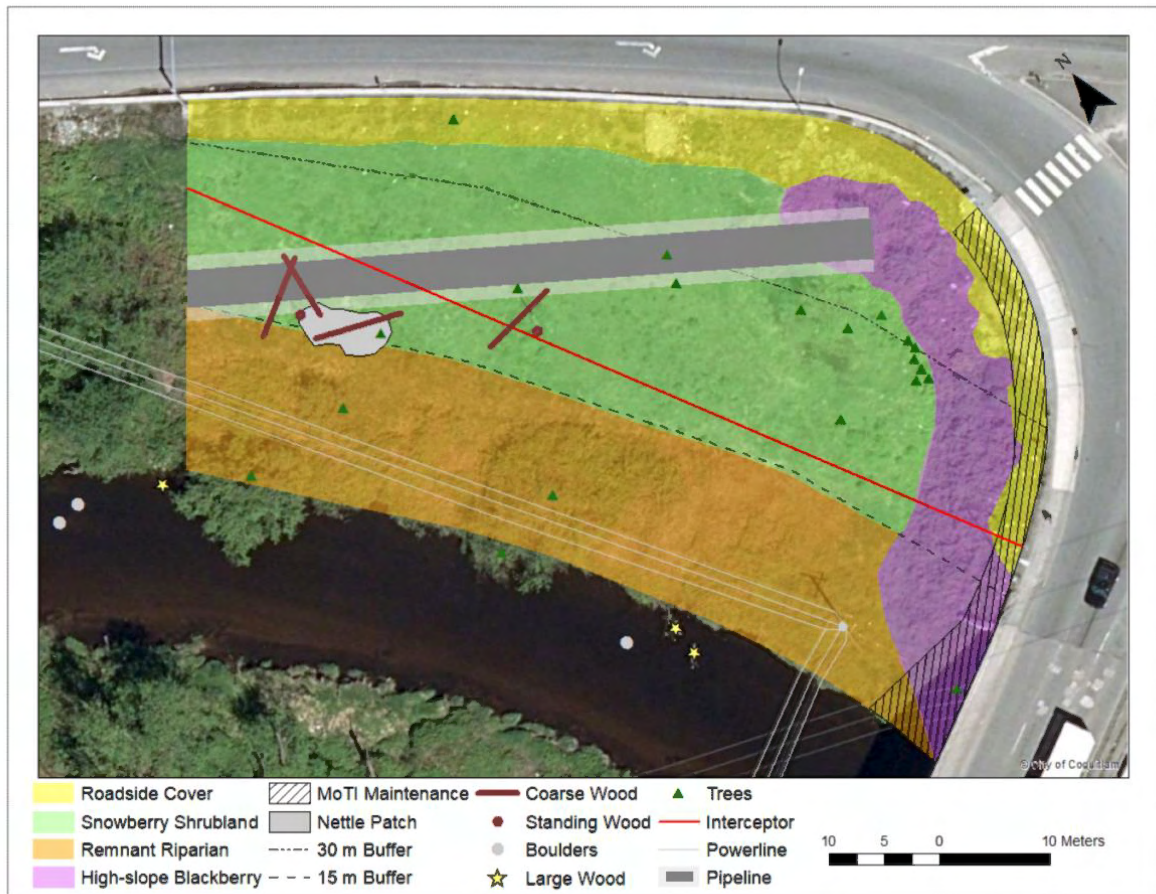 N
© City of Coquitlam
Roadside Cover
MoTI Maintenance
Coarse Wood
Trees
Snowberry Shrubland
Nettle Patch
Standing Wood
Interceptor
Remnant Riparian
30 m Buffer
Boulders
Powerline
High-slope Blackberry
15 m Buffer
Large Wood
Pipeline
10 5 0 10 Meters